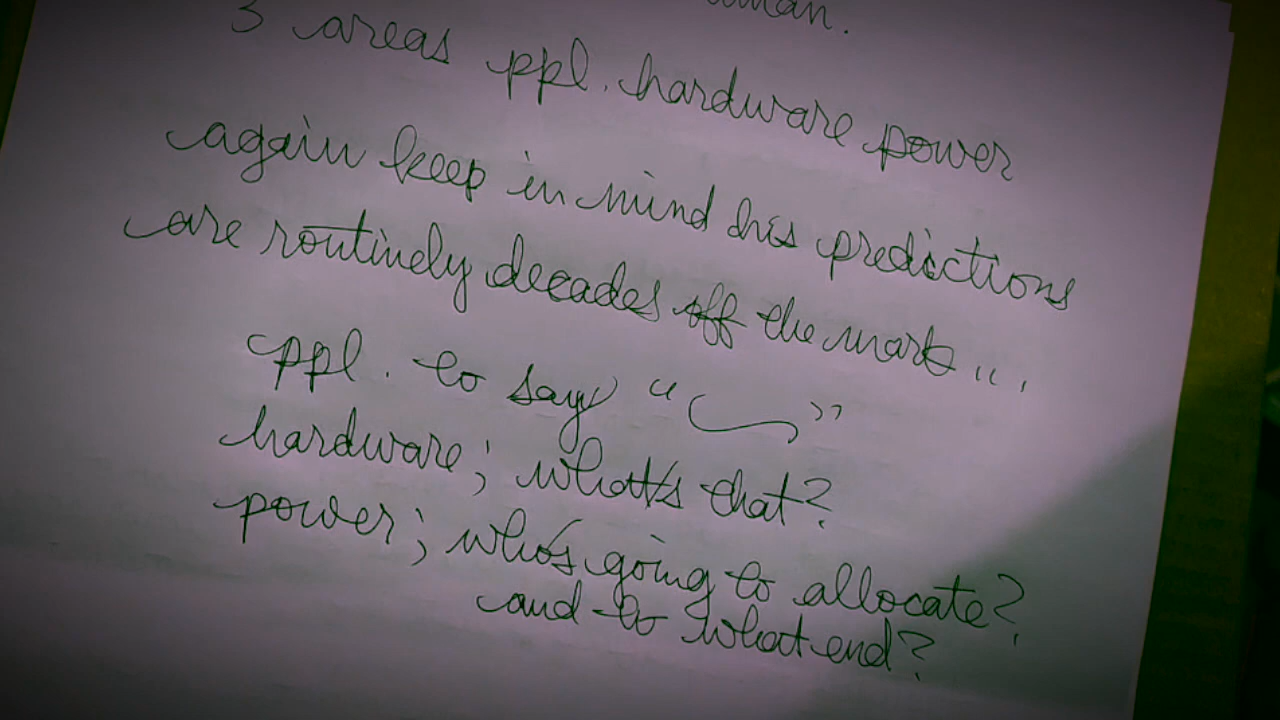 3 areas ppl. hardware power
again keep in mind his predictions
are routinely decades off the mark...
ppl. to say "      "
hardware; what's that?
power; who's going to allocate?
and to what end?